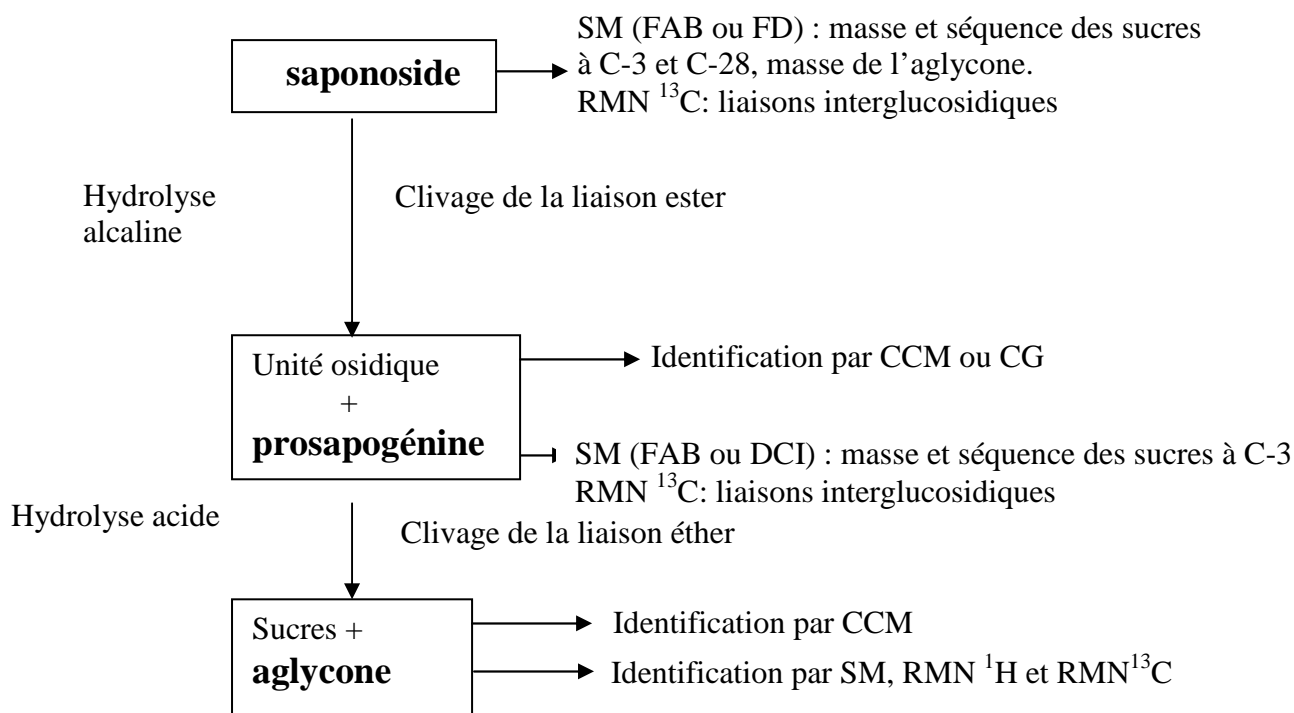 SM (FAB ou FD) : masse et séquence des sucres
saponoside
à C-3 et C-28, masse de l’aglycone.
RMN ¹³C: liaisons interglucosidiques
Hydrolyse
alcaline
Clivage de la liaison ester
Unité osidique
+
prosapogénine
Identification par CCM ou CG
SM (FAB ou DCI) : masse et séquence des sucres à C-3
RMN ¹³C: liaisons interglucosidiques
Hydrolyse acide
Clivage de la liaison éther
Sucres +
aglycone
Identification par CCM
Identification par SM, RMN ¹H et RMN¹³C